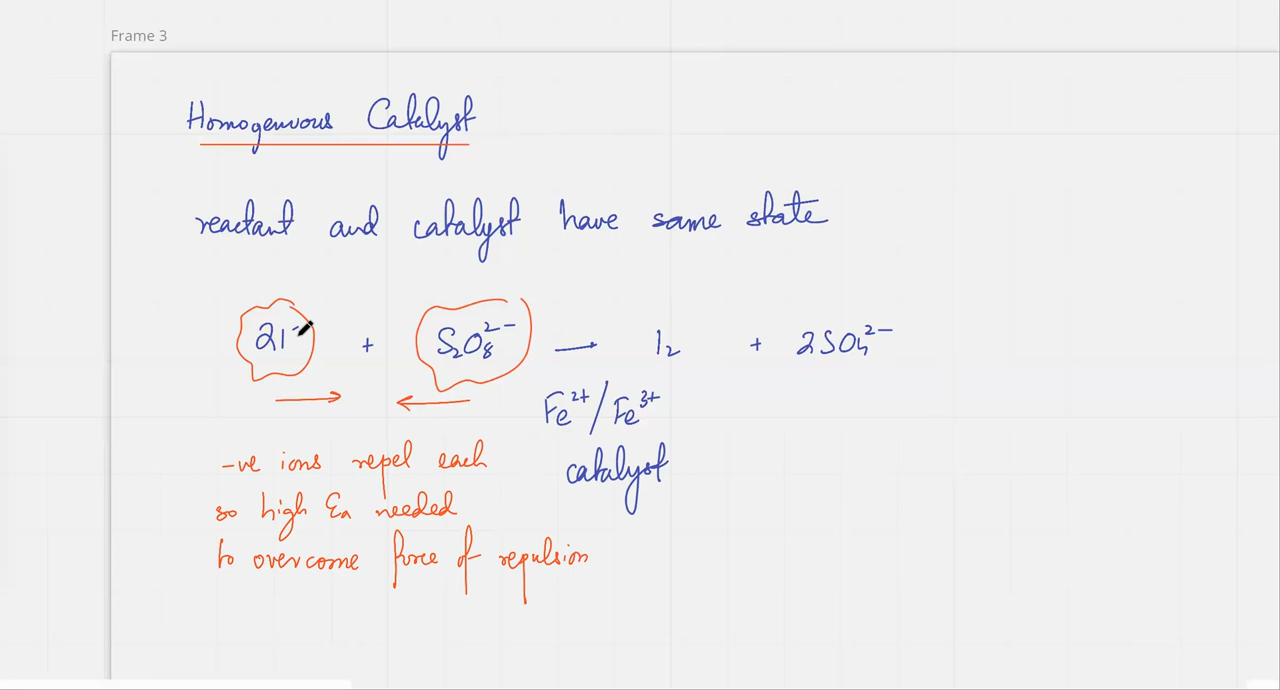 Frame 3
Homogenuous Catalyst
reactant and catalyst have same state
2I⁻ + S₂O₈²⁻ → I₂ + 2SO₄²⁻
Fe²⁺/Fe³⁺
catalyst
-ve ions repel each
so high Ea needed
to overcome force of repulsion